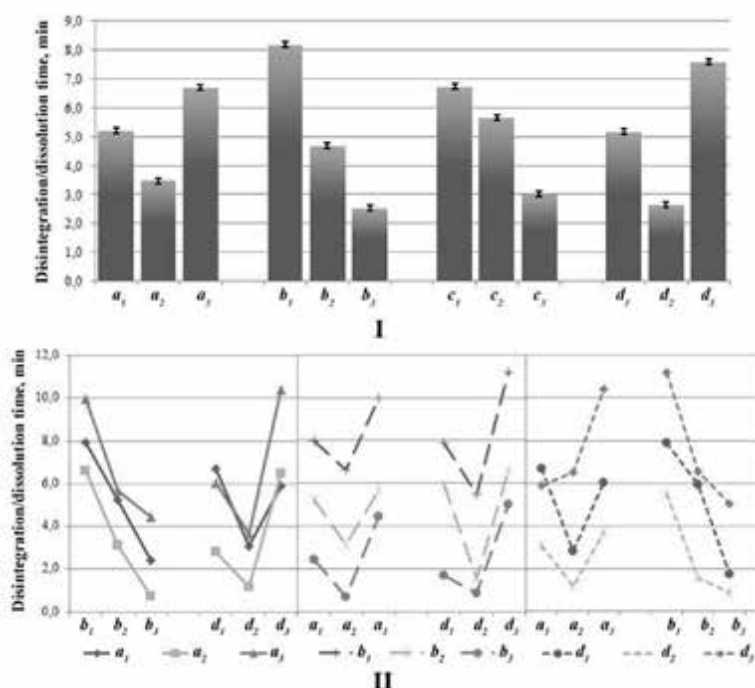 Disintegration/dissolution time, min
9,0
8,0
7,0
6,0
5,0
4,0
3,0
2,0
1,0
0,0
a₁ a₂ a₃ b₁ b₂ b₃ c₁ c₂ c₃ d₁ d₂ d₃
I
Disintegration/dissolution time, min
12,0
10,0
8,0
6,0
4,0
2,0
0,0
b₁ b₂ b₃ d₁ d₂ d₃ a₁ a₂ a₃ d₁ d₂ d₃ a₁ a₂ a₃ b₁ b₂ b₃
a₁ a₂ a₃ b₁ b₂ b₃ d₁ d₂ d₃
II